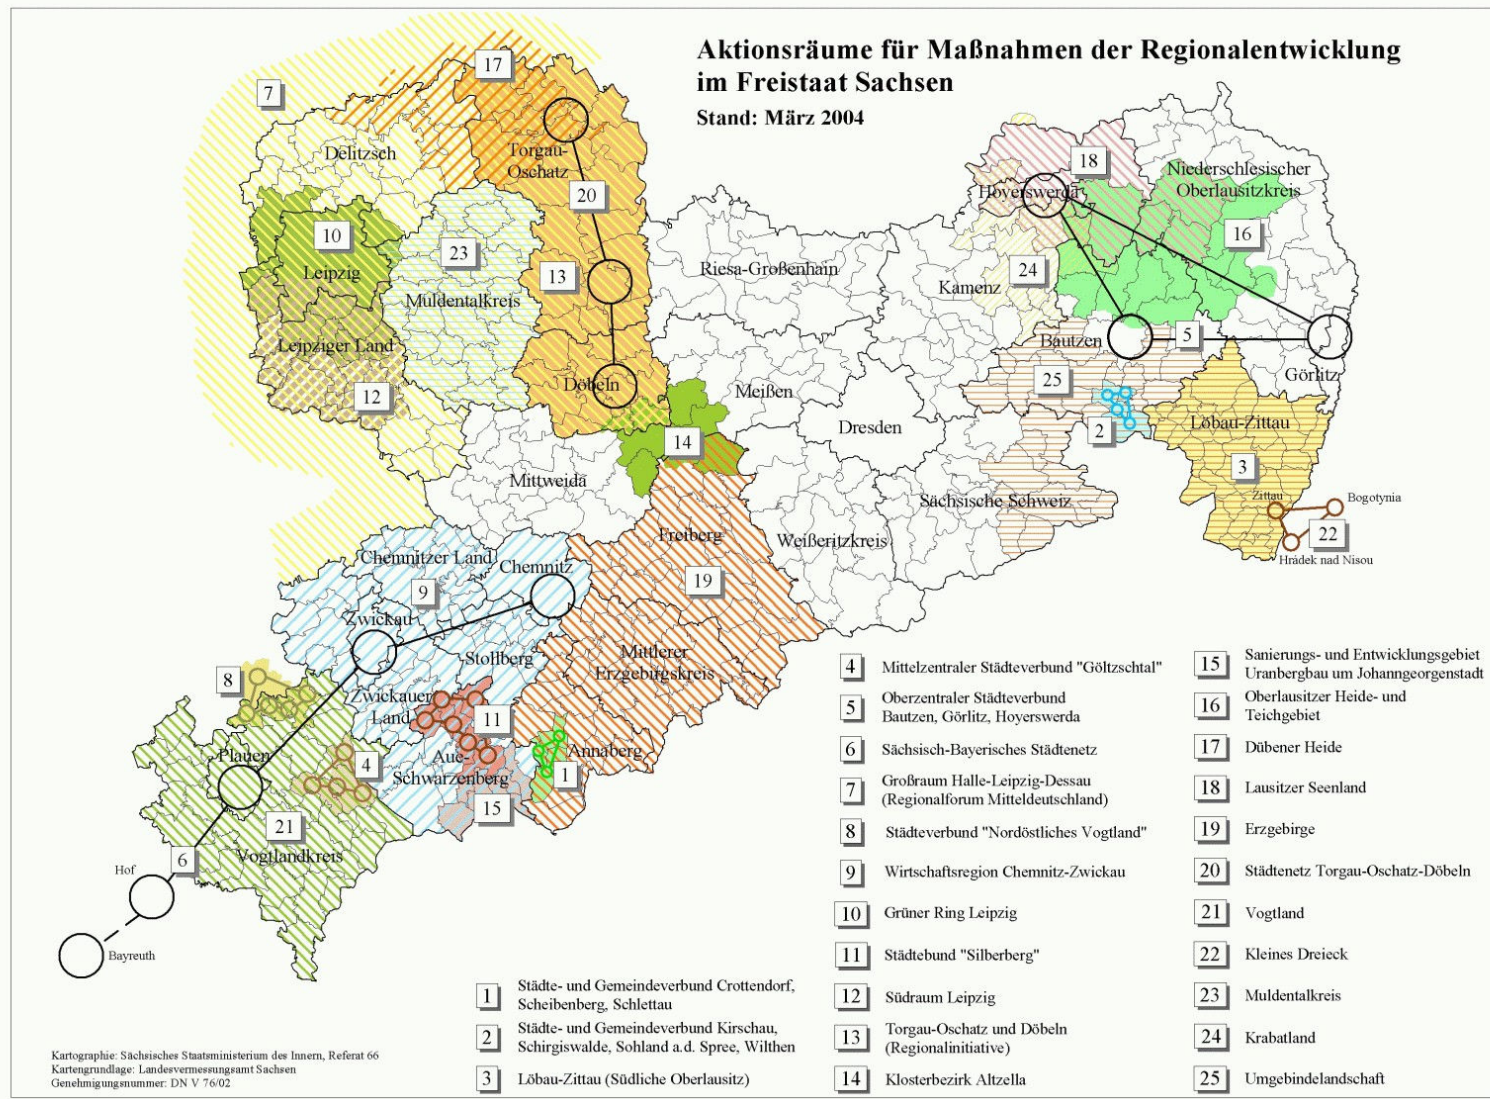 Aktionsräume für Maßnahmen der Regionalentwicklung
im Freistaat Sachsen
Stand: März 2004
17
7
Delitzsch
Torgau-
Oschatz
20
18
Hoyerswerda
Niederschlesischer
Oberlausitzkreis
10
23
16
Leipzig
13
Riesa-Großenhain
24
Kamenz
Muldentalkreis
Leipziger Land
Bautzen
5
Görlitz
12
Döbeln
Meißen
25
Dresden
2
Löbau-Zittau
14
3
Mittweida
Sächsische Schweiz
Zittau
Bogotynia
22
Hrádek nad Nisou
Freiberg
Weißeritzkreis
Chemnitzer Land
Chemnitz
9
19
Zwickau
Stollberg
Mittlerer
Erzgebirgskreis
8
Zwickauer
Land
11
Plauen
4
Aue-
Schwarzenberg
Annaberg
1
15
21
Vogtlandkreis
6
Hof
Bayreuth
1 Städte- und Gemeindeverbund Crottendorf,
Scheibenberg, Schlettau
2 Städte- und Gemeindeverbund Kirschau,
Schirgiswalde, Sohland a.d. Spree, Wilthen
3 Löbau-Zittau (Südliche Oberlausitz)
4 Mittelzentraler Städteverbund "Göltzschtal"
5 Oberzentraler Städteverbund
Bautzen, Görlitz, Hoyerswerda
6 Sächsisch-Bayerisches Städtenetz
7 Großraum Halle-Leipzig-Dessau
(Regionalforum Mitteldeutschland)
8 Städteverbund "Nordöstliches Vogtland"
9 Wirtschaftsregion Chemnitz-Zwickau
10 Grüner Ring Leipzig
11 Städtebund "Silberberg"
12 Südraum Leipzig
13 Torgau-Oschatz und Döbeln
(Regionalinitiative)
14 Klosterbezirk Altzella
15 Sanierungs- und Entwicklungsgebiet
Uranbergbau um Johanngeorgenstadt
16 Oberlausitzer Heide- und
Teichgebiet
17 Dübener Heide
18 Lausitzer Seenland
19 Erzgebirge
20 Städtenetz Torgau-Oschatz-Döbeln
21 Vogtland
22 Kleines Dreieck
23 Muldentalkreis
24 Krabatland
25 Umgebindelandschaft
Kartographie: Sächsisches Staatsministerium des Innern, Referat 66
Kartengrundlage: Landesvermessungsamt Sachsen
Genehmigungsnummer: DN V 76/02